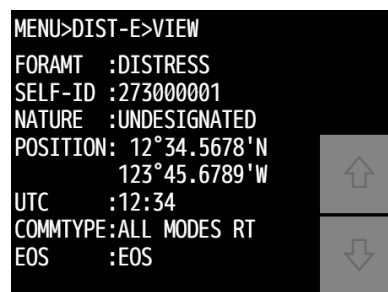 MENU>DIST-E>VIEW
FORAMT :DISTRESS
SELF-ID :273000001
NATURE :UNDESIGNATED
POSITION: 12°34.5678'N
123°45.6789'W
UTC :12:34
COMMTYPE:ALL MODES RT
EOS :EOS